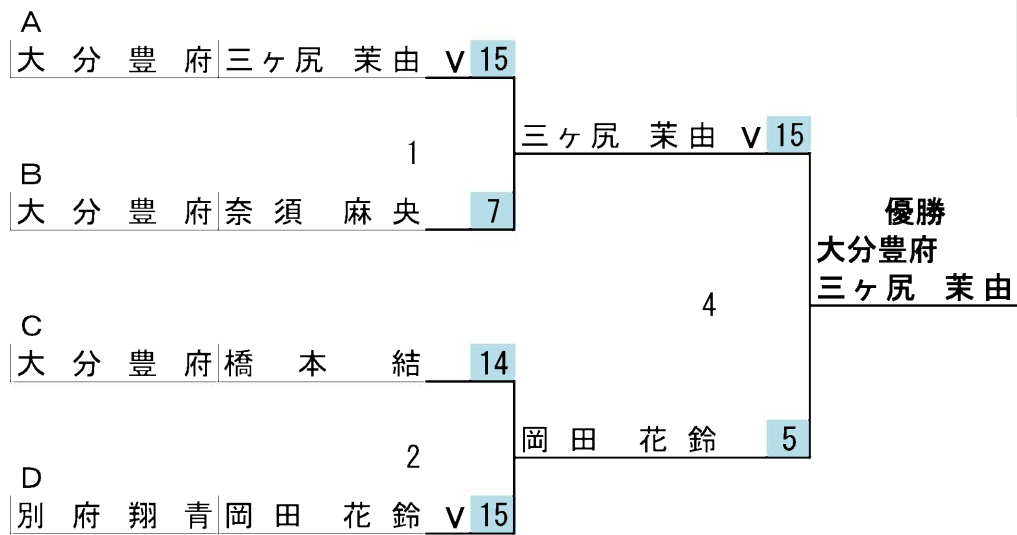 A
大分豊府 三ヶ尻 茉由 V 15
1
三ヶ尻 茉由 V 15
B
大分豊府 奈須 麻央 7
優勝
大分豊府
三ヶ尻 茉由
4
C
大分豊府 橋本 結 14
2
岡田 花鈴 5
D
別府翔青 岡田 花鈴 V 15